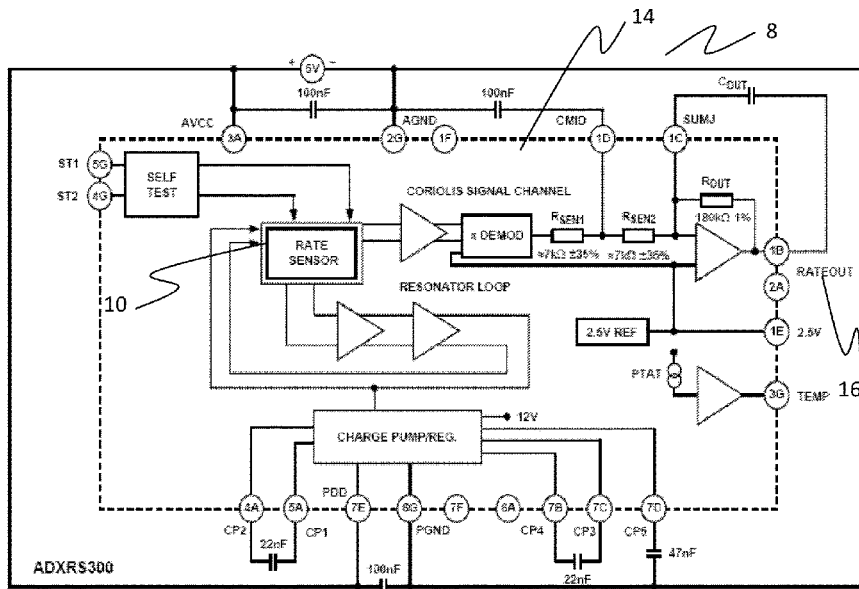 14
8
+ 5V −
100nF
100nF
COUT
AVCC
AGND
CMID
SUMJ
3A
2G
1F
1D
1C
ST1
5G
ST2
4G
SELF TEST
CORIOLIS SIGNAL CHANNEL
ROUT
180kΩ 1%
RATE SENSOR
π DEMOD
RSEN1
RSEN2
≈7kΩ ±35%
≈7kΩ ±35%
1B
RATEOUT
2A
10
RESONATOR LOOP
2.5V REF
1E
2.5V
PTAT
16
3G
TEMP
12V
CHARGE PUMP/REG.
PDD
4A
5A
7E
6G
7F
6A
7B
7C
7D
CP2
CP1
PGND
CP4
CP3
CP5
22nF
100nF
22nF
47nF
ADXRS300